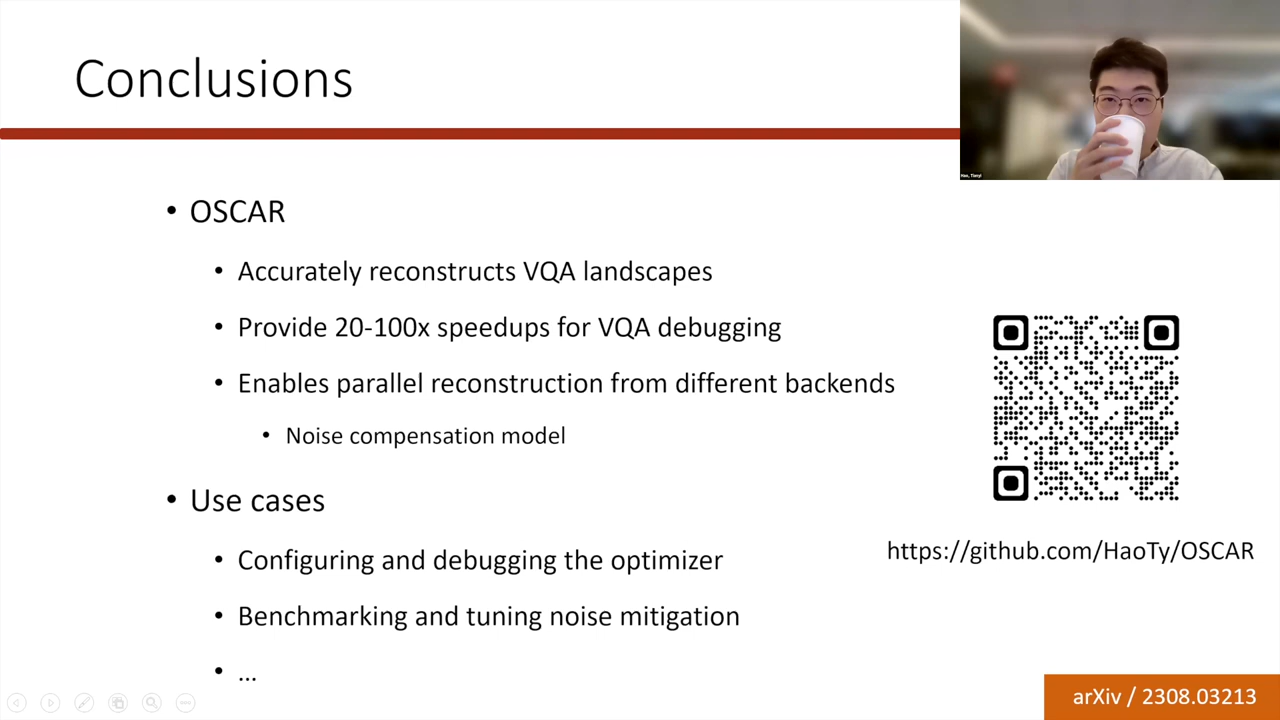 Conclusions
Hao, Tianyi
• OSCAR
• Accurately reconstructs VQA landscapes
• Provide 20-100x speedups for VQA debugging
• Enables parallel reconstruction from different backends
• Noise compensation model
• Use cases
• Configuring and debugging the optimizer
• Benchmarking and tuning noise mitigation
• ...
https://github.com/HaoTy/OSCAR
arXiv / 2308.03213